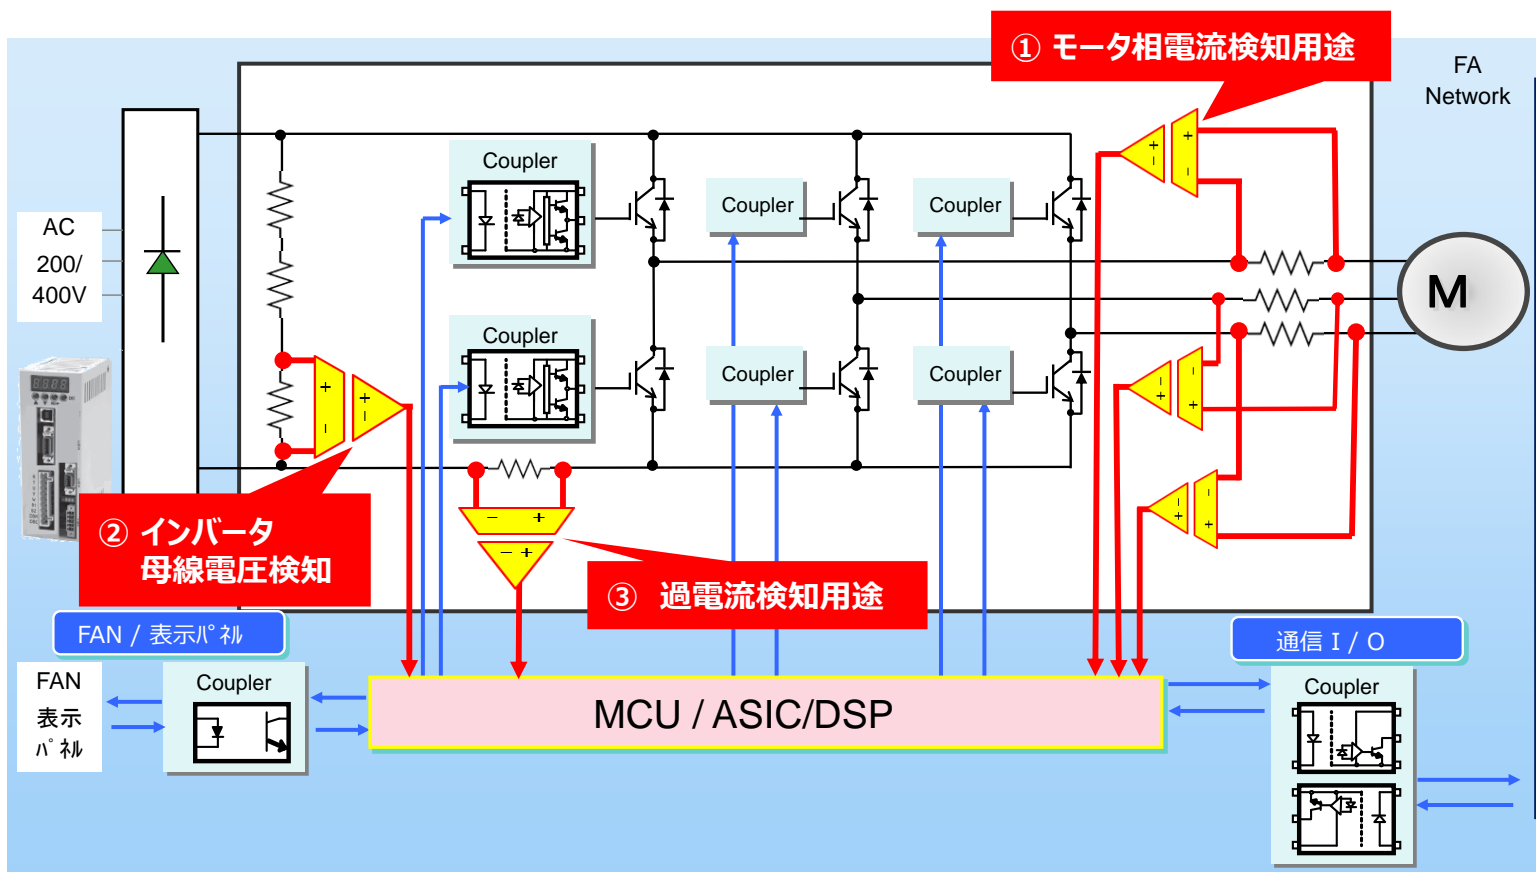 ① モータ相電流検知用途
FA
Network
Coupler
Coupler
Coupler
AC
200/
400V
M
Coupler
Coupler
Coupler
② インバータ
母線電圧検知
③ 過電流検知用途
FAN / 表示パネル
通信 I / O
FAN
表示
パネル
Coupler
MCU / ASIC/DSP
Coupler